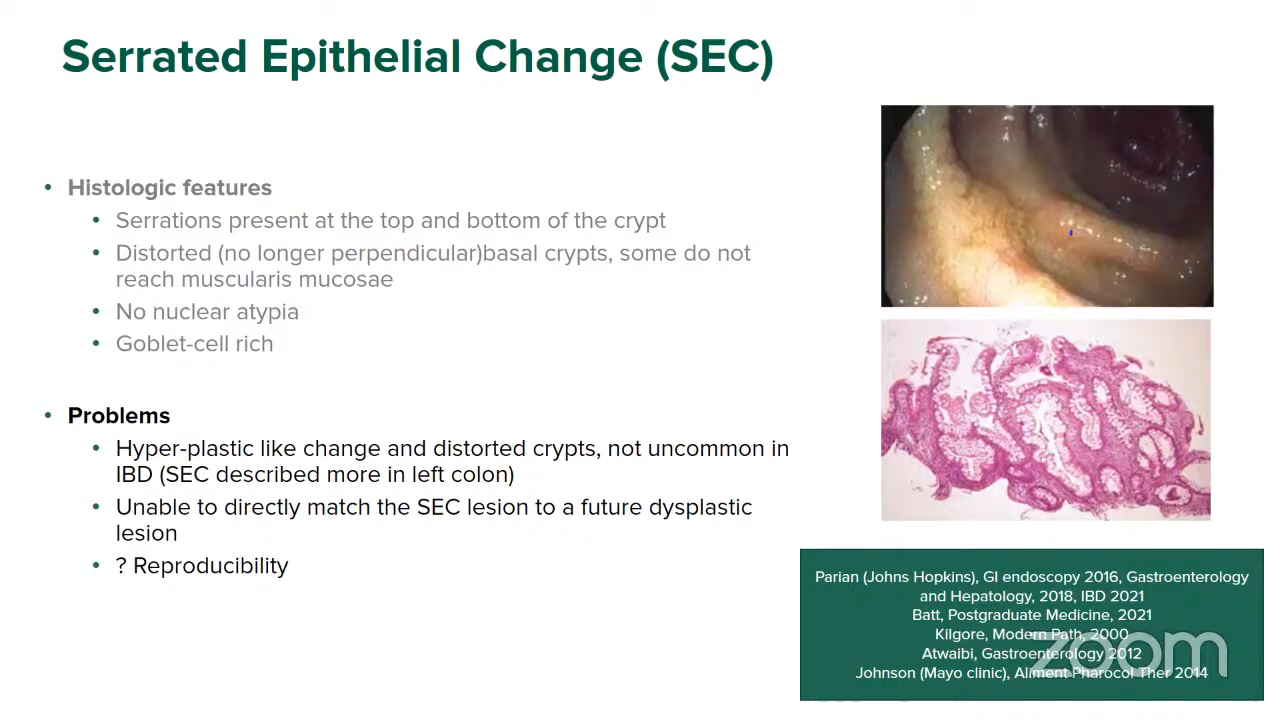 Serrated Epithelial Change (SEC)
• Histologic features
• Serrations present at the top and bottom of the crypt
• Distorted (no longer perpendicular)basal crypts, some do not
reach muscularis mucosae
• No nuclear atypia
• Goblet-cell rich
• Problems
• Hyper-plastic like change and distorted crypts, not uncommon in
IBD (SEC described more in left colon)
• Unable to directly match the SEC lesion to a future dysplastic
lesion
• ? Reproducibility
Parian (Johns Hopkins), GI endoscopy 2016, Gastroenterology
and Hepatology, 2018, IBD 2021
Batt, Postgraduate Medicine, 2021
Kilgore, Modern Path, 2000
Atwaibi, Gastroenterology 2012
Johnson (Mayo clinic), Aliment Pharocol Ther 2014
zoom